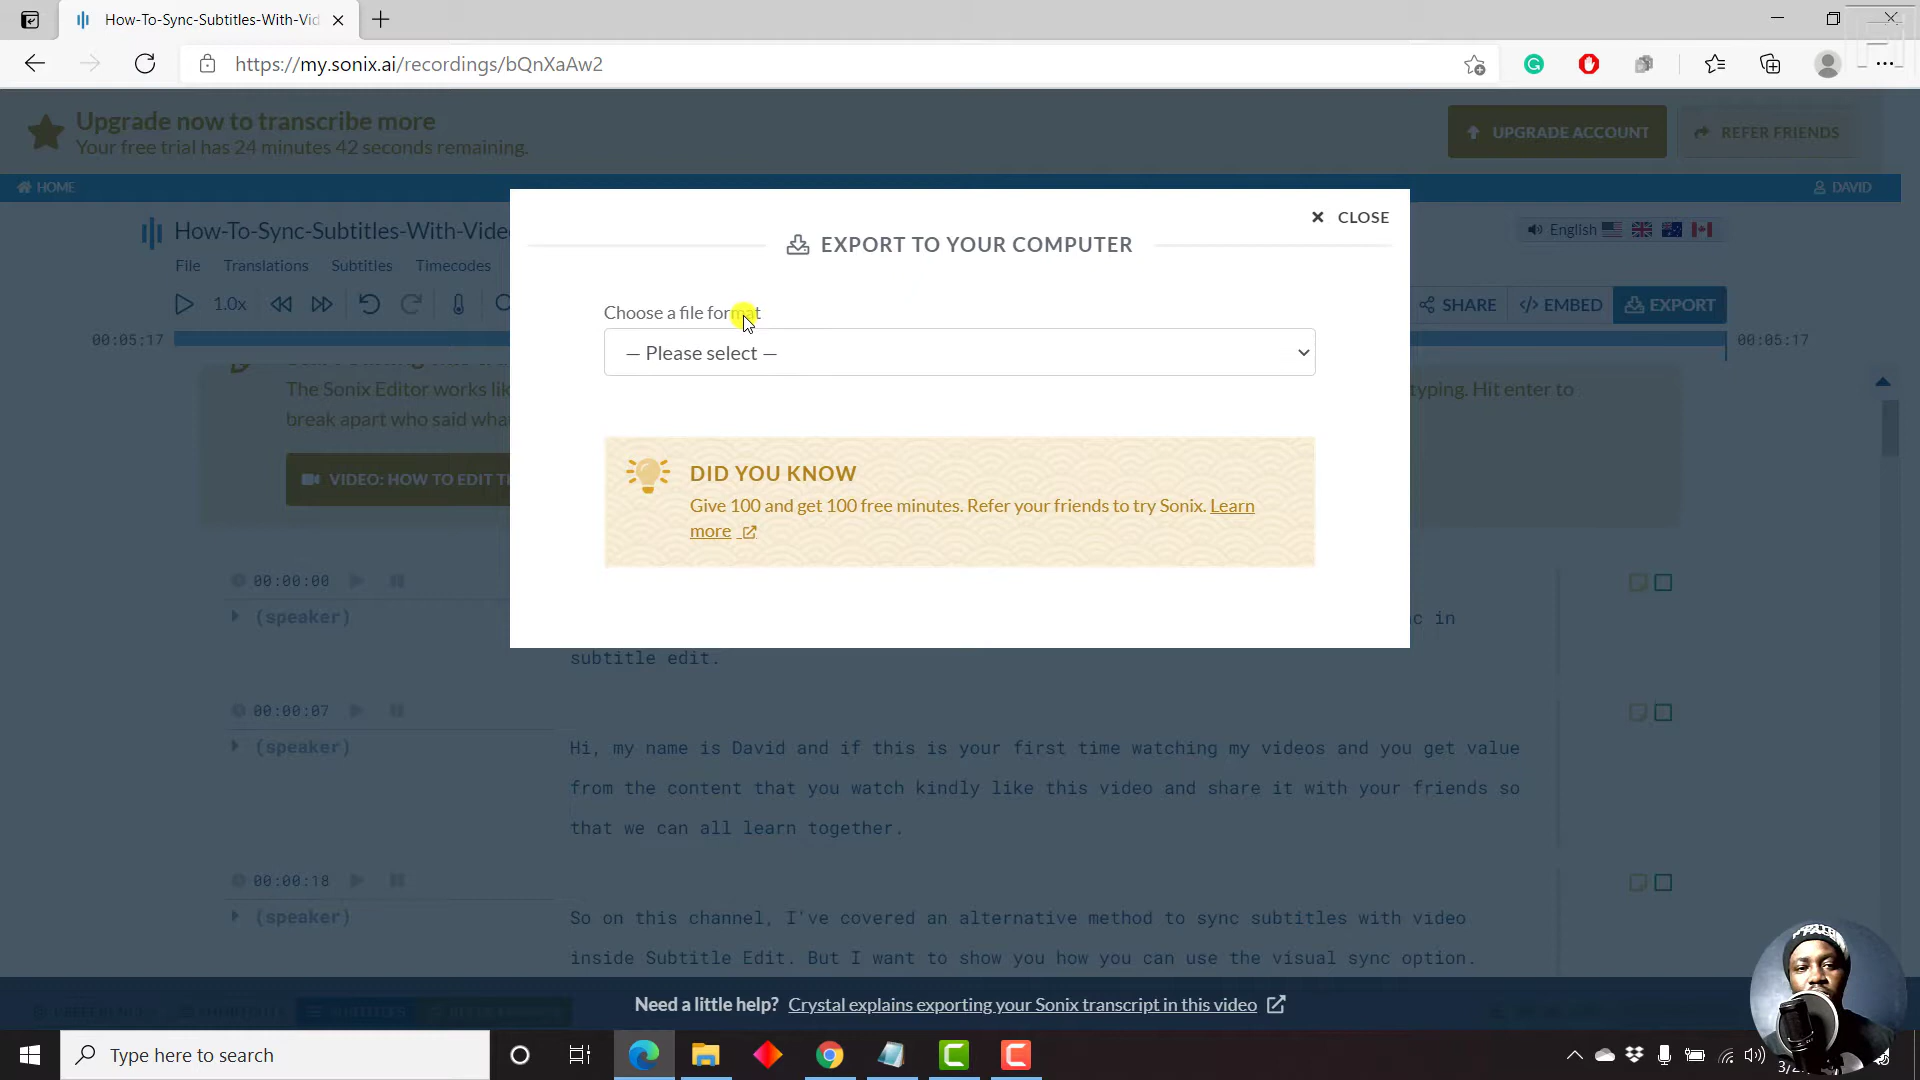 How-To-Sync-Subtitles-With-Vid
https://my.sonix.ai/recordings/bQnXaAw2
Upgrade now to transcribe more
Your free trial has 24 minutes 42 seconds remaining.
UPGRADE ACCOUNT
REFER FRIENDS
HOME
DAVID
How-To-Sync-Subtitles-With-Vide
English
File
Translations
Subtitles
Timecodes
1.0x
SHARE
</> EMBED
EXPORT
00:05:17
00:05:17
CLOSE
EXPORT TO YOUR COMPUTER
Choose a file format
— Please select —
DID YOU KNOW
Give 100 and get 100 free minutes. Refer your friends to try Sonix. Learn
more
The Sonix Editor works lik
typing. Hit enter to
break apart who said wha
VIDEO: HOW TO EDIT T
00:00:00
(speaker)
in
subtitle edit.
00:00:07
(speaker)
Hi, my name is David and if this is your first time watching my videos and you get value
from the content that you watch kindly like this video and share it with your friends so
that we can all learn together.
00:00:18
(speaker)
So on this channel, I've covered an alternative method to sync subtitles with video
inside Subtitle Edit. But I want to show you how you can use the visual sync option.
Need a little help? Crystal explains exporting your Sonix transcript in this video
Type here to search